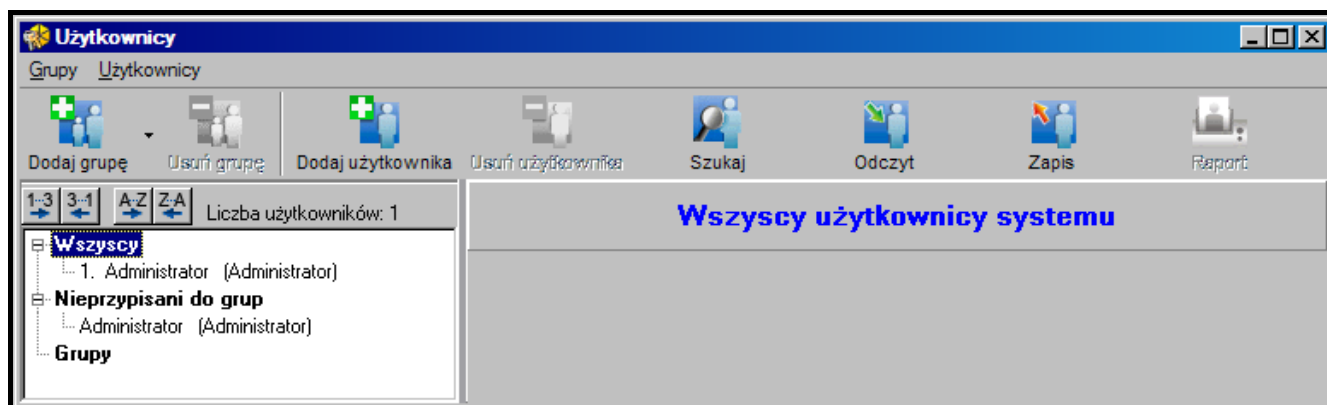 Użytkownicy
Grupy Użytkownicy
Dodaj grupę Usuń grupę Dodaj użytkownika Usuń użytkownika Szukaj Odczyt Zapis Raport
1-3 3-1 A-Z Z-A Liczba użytkowników: 1
Wszyscy użytkownicy systemu
Wszyscy
1. Administrator (Administrator)
Nieprzypisani do grup
Administrator (Administrator)
Grupy